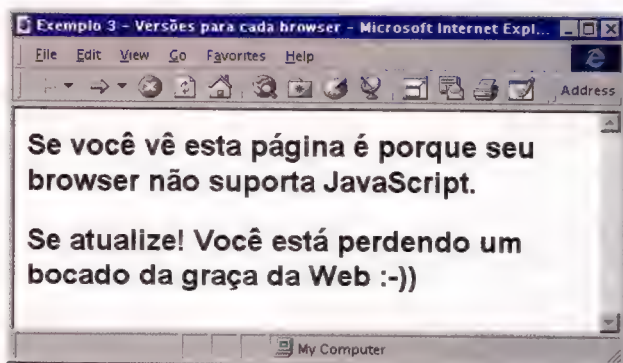 Exemplo 3 - Versões para cada browser - Microsoft Internet Expl...
File Edit View Go Favorites Help
Address
Se você vê esta página é porque seu
browser não suporta JavaScript.
Se atualize! Você está perdendo um
bocado da graça da Web :-))
My Computer